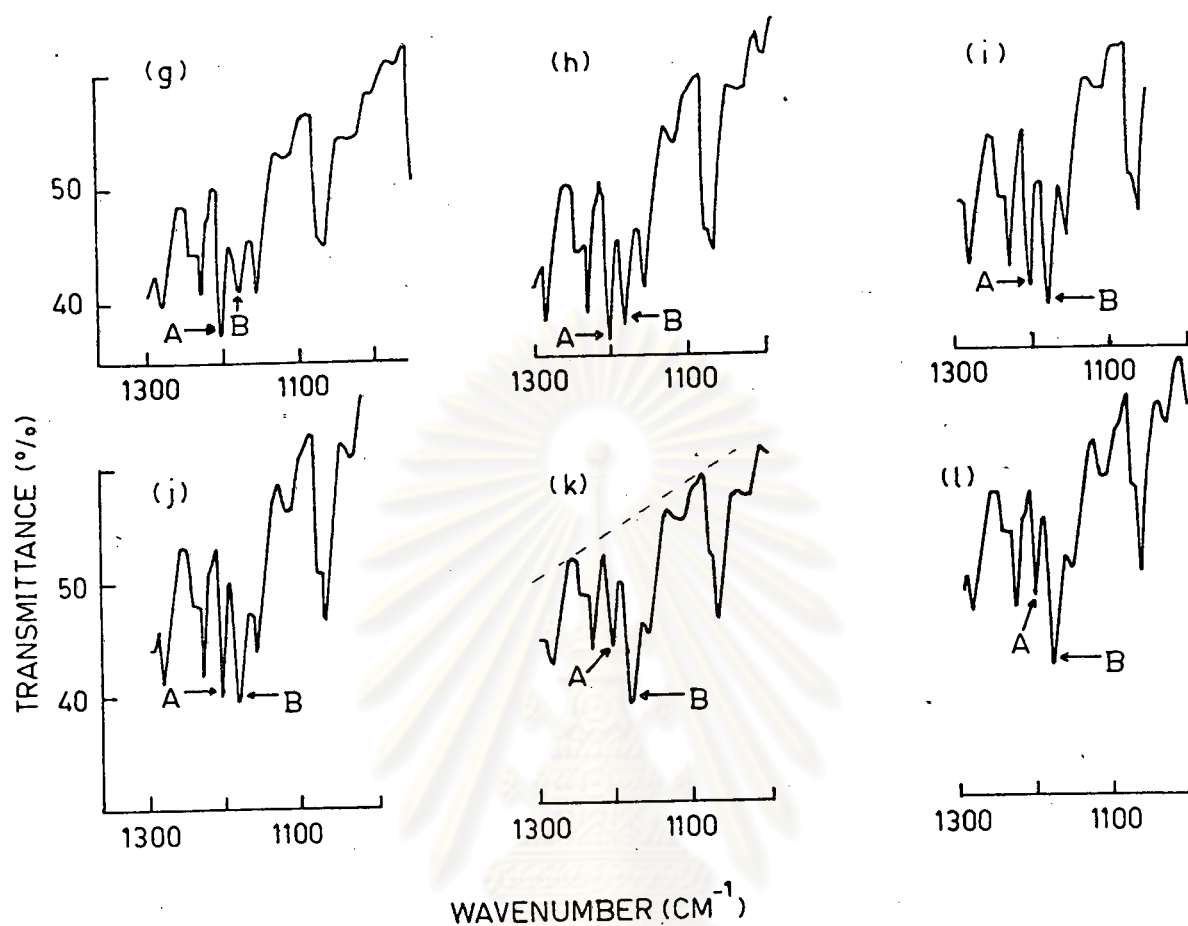 (g)
(h)
(i)
50
40
A B
A B
A B
1300 1100
1300 1100
1300 1100
TRANSMITTANCE (%)
(j)
(k)
(l)
50
40
A B
A B
A B
1300 1100
1300 1100
1300 1100
WAVENUMBER (CM⁻¹)